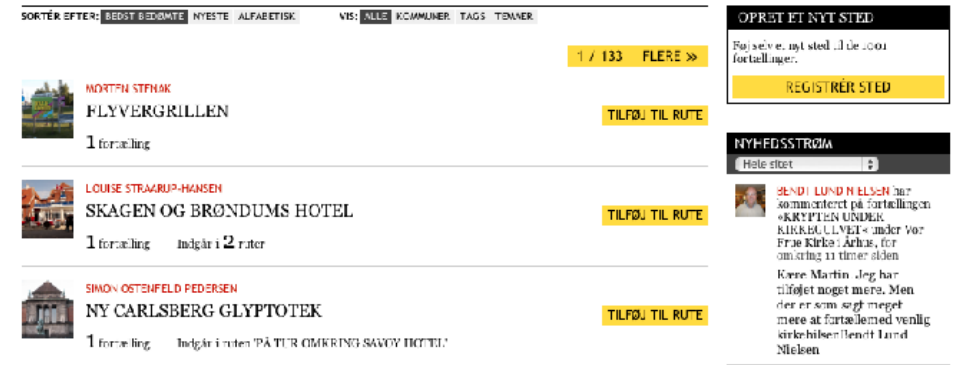 SORTÉR EFTER: BEDST BEDØMTE NYESTE ALFABETISK VIS: ALLE KOMMUNER TAGS TEMAER
1 / 133 FLERE »
MORTEN STENAK
FLYVERGRILLEN
1 fortælling
TILFØJ TIL RUTE
LOUISE STRAARUP-HANSEN
SKAGEN OG BRØNDUMS HOTEL
1 fortælling Indgår i 2 ruter
TILFØJ TIL RUTE
SIMON OSTENFELD PEDERSEN
NY CARLSBERG GLYPTOTEK
1 fortælling Indgår i ruten 'PÅ TUR OMKRING SAVOY HOTEL'
TILFØJ TIL RUTE
OPRET ET NYT STED
Føj selv et nyt sted til de 1001
fortællinger.
REGISTRÉR STED
NYHEDSSTRØM
Hele sitet
BENDT LUND NIELSEN har
kommenteret på fortællingen
»KRYPTEN UNDER
KIRKEGULVET« under Vor
Frue Kirke i Århus, for
omkring 11 timer siden
Kære Martin. Jeg har
tilføjet noget mere. Men
der er som sagt meget
mere at fortællemed venlig
kirkehilsenBendt Lund
Nielsen